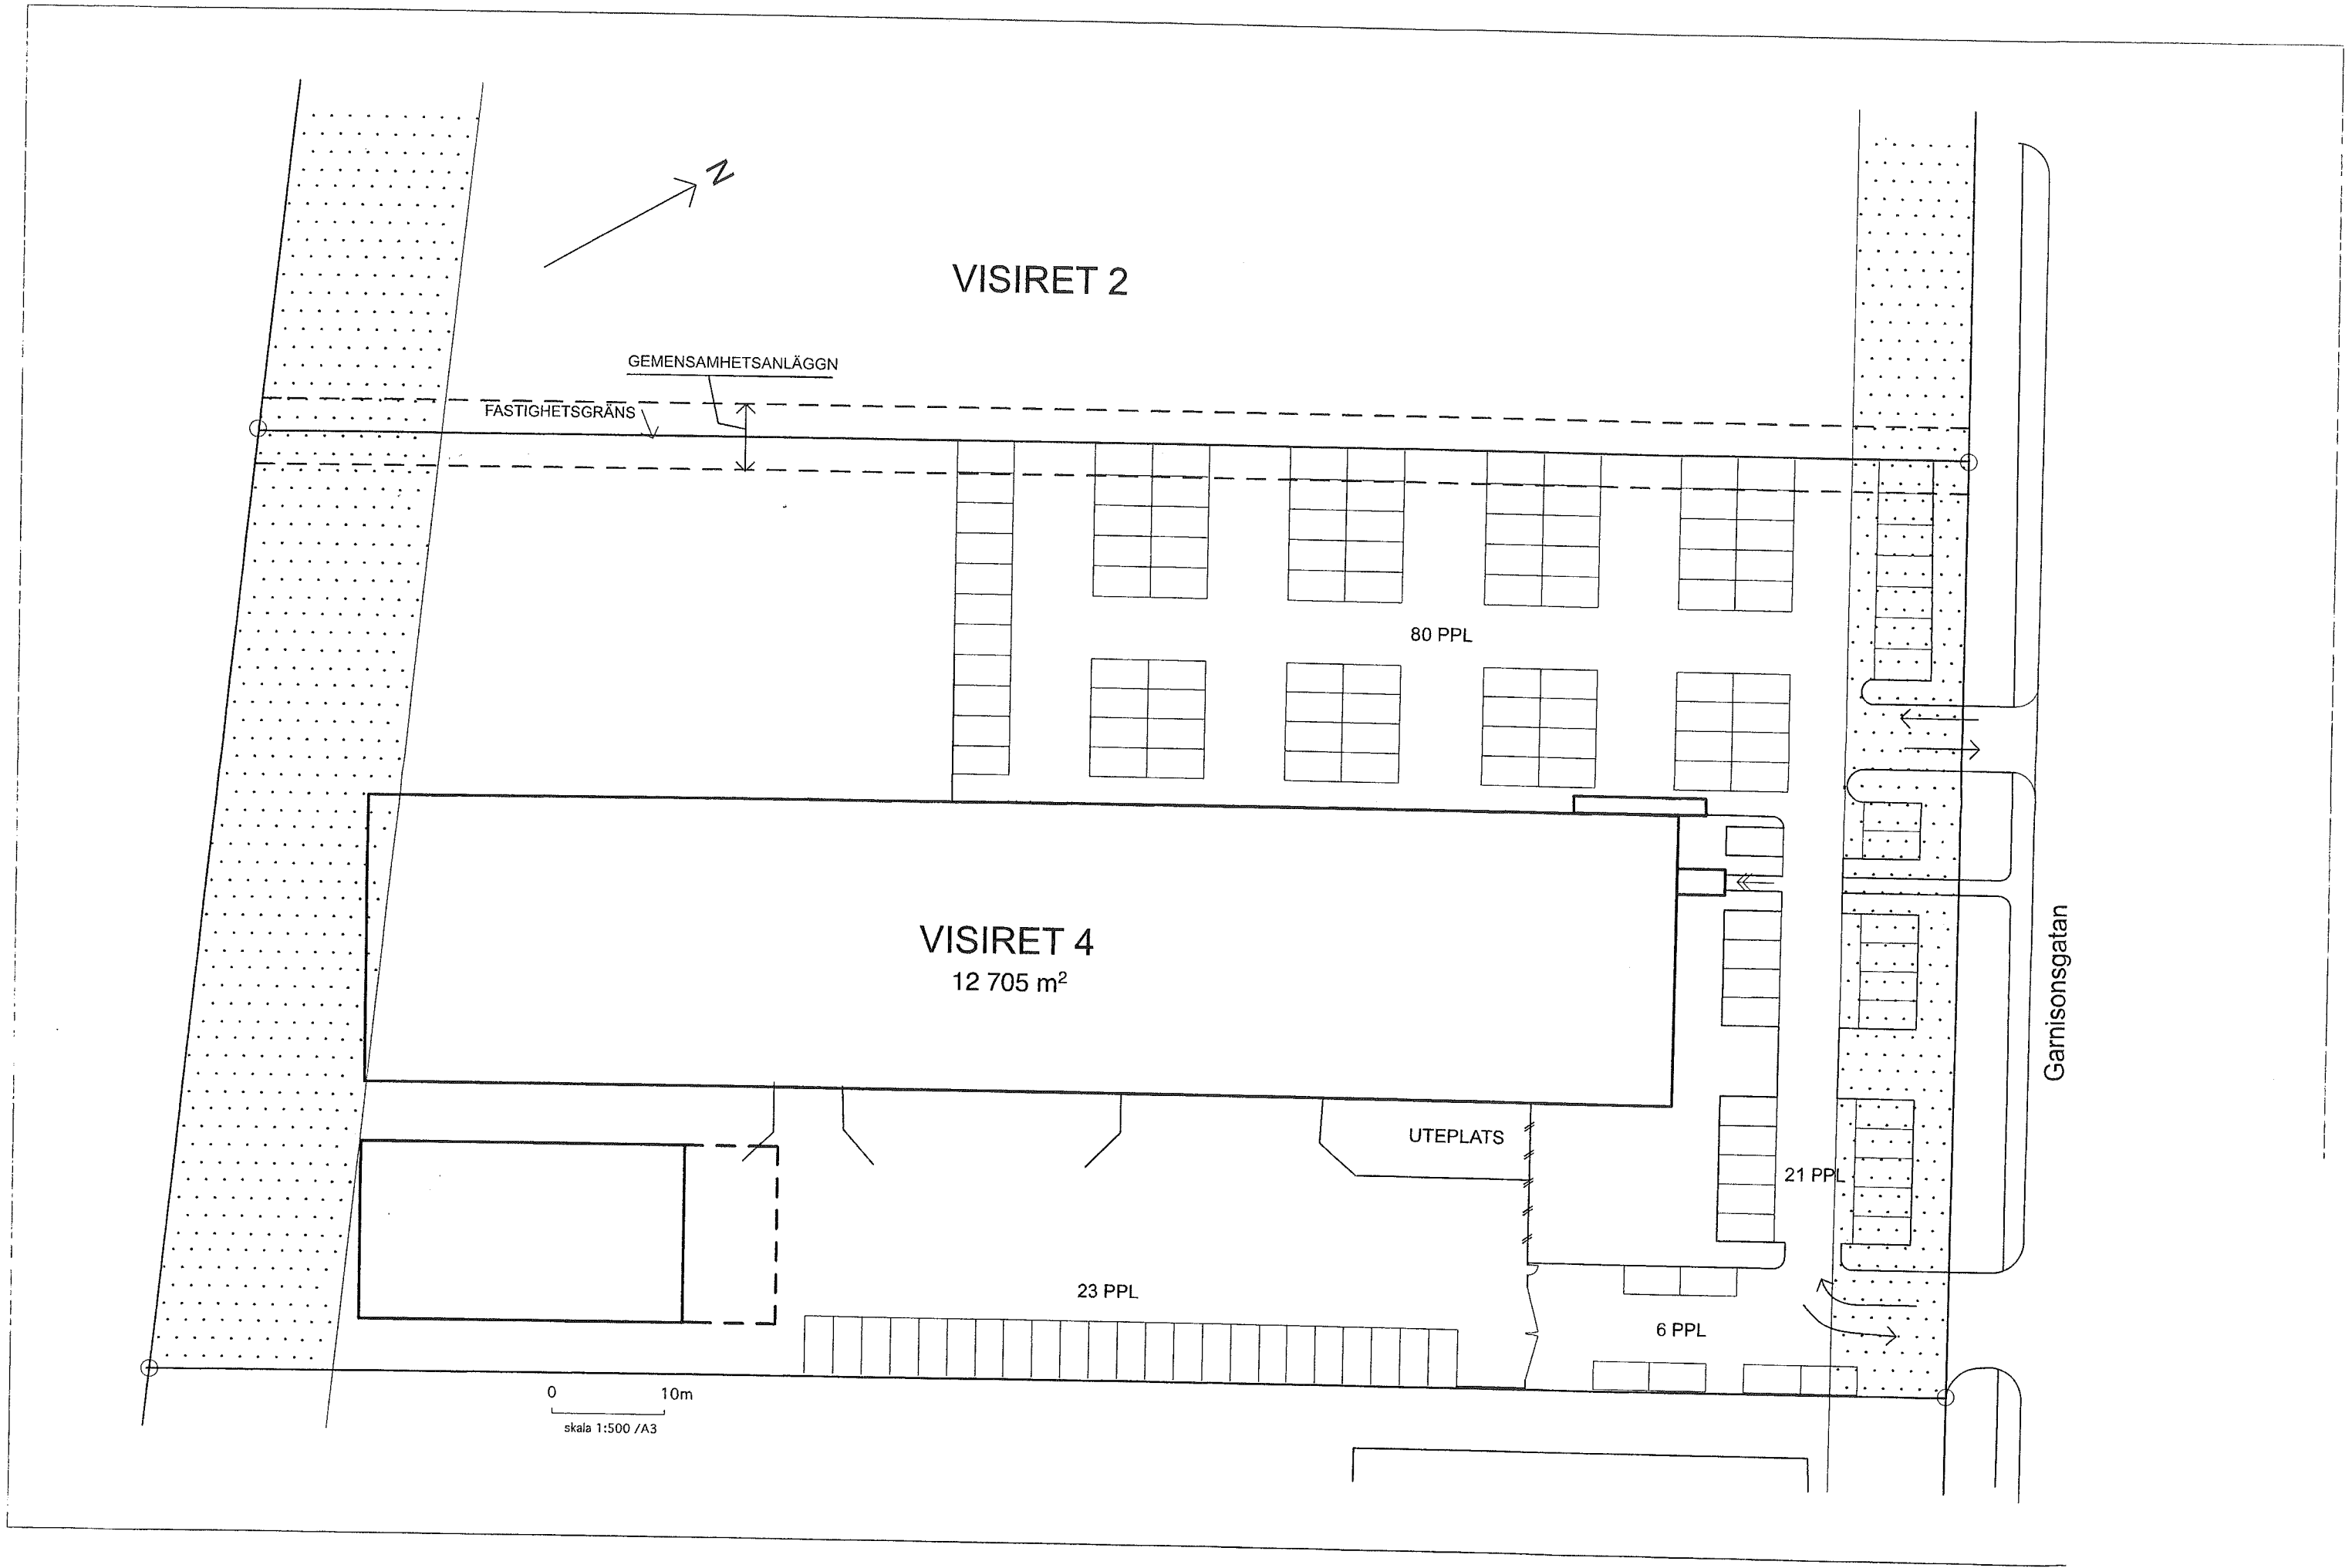 N
VISIRET 2
GEMENSAMHETSANLÄGGN
FASTIGHETSGRÄNS
80 PPL
VISIRET 4
12 705 m²
Garnisonsgatan
UTEPLATS
21 PPL
23 PPL
6 PPL
0 10m
skala 1:500 /A3